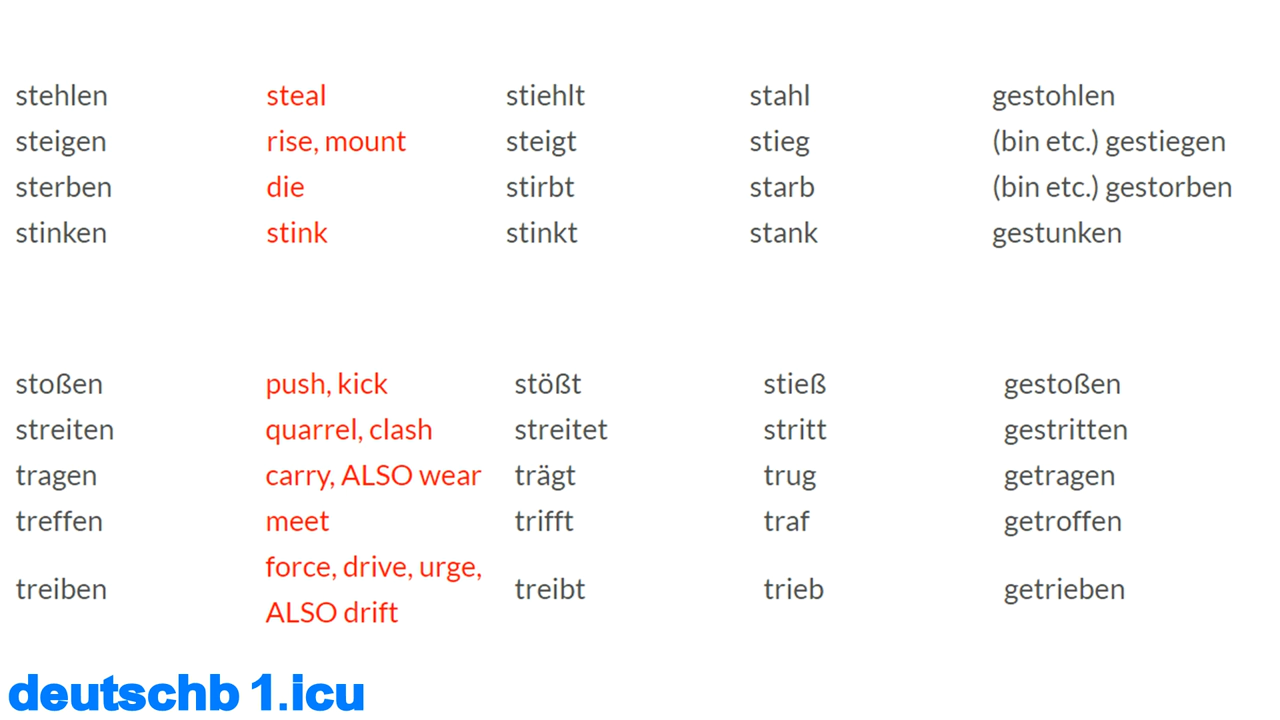 stehlen steal stiehlt stahl gestohlen
steigen rise, mount steigt stieg (bin etc.) gestiegen
sterben die stirbt starb (bin etc.) gestorben
stinken stink stinkt stank gestunken
stoßen push, kick stößt stieß gestoßen
streiten quarrel, clash streitet stritt gestritten
tragen carry, ALSO wear trägt trug getragen
treffen meet trifft traf getroffen
treiben force, drive, urge, treibt trieb getrieben
ALSO drift
deutschb 1.icu